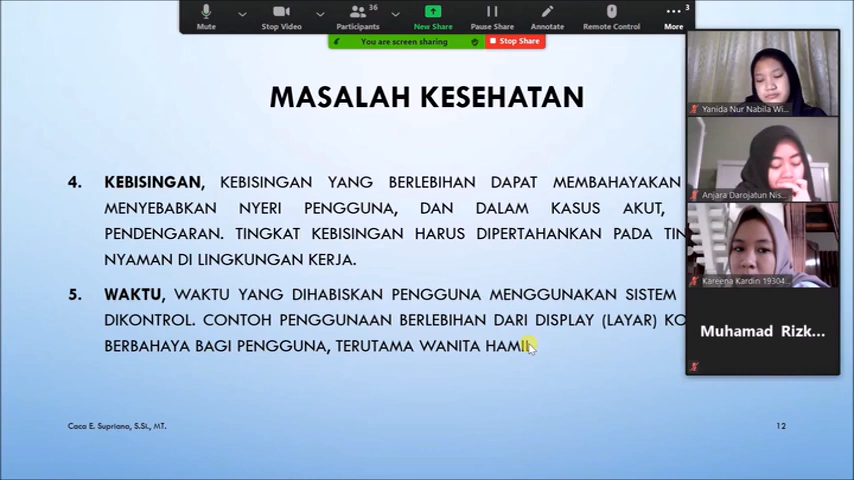 36
3
Mute
Stop Video
Participants
New Share
Pause Share
Annotate
Remote Control
More
You are screen sharing
Stop Share
MASALAH KESEHATAN
4. KEBISINGAN, KEBISINGAN YANG BERLEBIHAN DAPAT MEMBAHAYAKAN
MENYEBABKAN NYERI PENGGUNA, DAN DALAM KASUS AKUT,
PENDENGARAN. TINGKAT KEBISINGAN HARUS DIPERTAHANKAN PADA
NYAMAN DI LINGKUNGAN KERJA.
5. WAKTU, WAKTU YANG DIHABISKAN PENGGUNA MENGGUNAKAN SISTEM
DIKONTROL. CONTOH PENGGUNAAN BERLEBIHAN DARI DISPLAY (LAYAR)
BERBAHAYA BAGI PENGGUNA, TERUTAMA WANITA HAMIL
Caca E. Supriana, S.Si., MT.
12
Yanida Nur Nabila Wi...
Anjara Darojatun Nis...
Kareena Kardin 19304...
Muhamad Rizk...